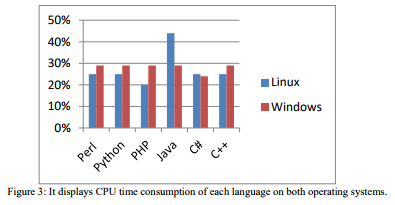 50%
40%
30%
20%
10%
0%
Perl
Python
PHP
Java
C#
C++
Linux
Windows
Figure 3: It displays CPU time consumption of each language on both operating systems.